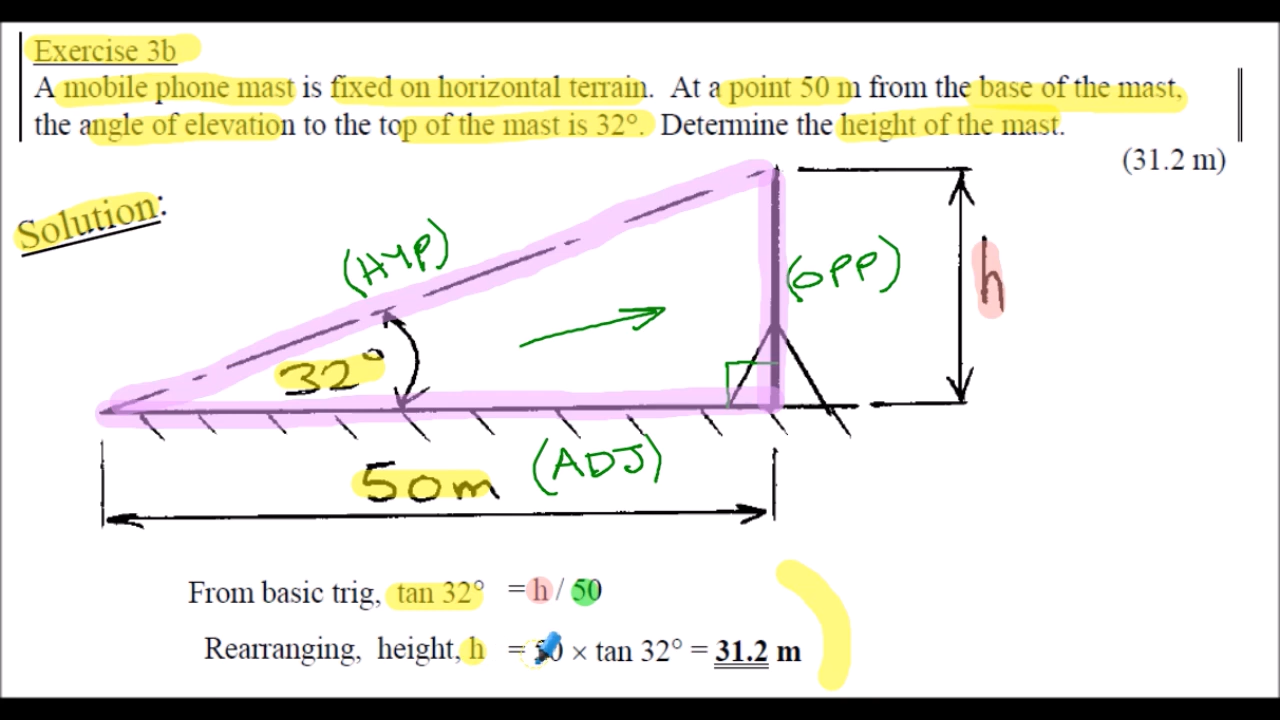 Exercise 3b
A mobile phone mast is fixed on horizontal terrain. At a point 50 m from the base of the mast,
the angle of elevation to the top of the mast is 32°. Determine the height of the mast.
(31.2 m)
Solution:
(HYP)
(OPP)
h
32°
(ADJ)
50m
From basic trig, tan 32° = h / 50
Rearranging, height, h = 50 × tan 32° = 31.2 m